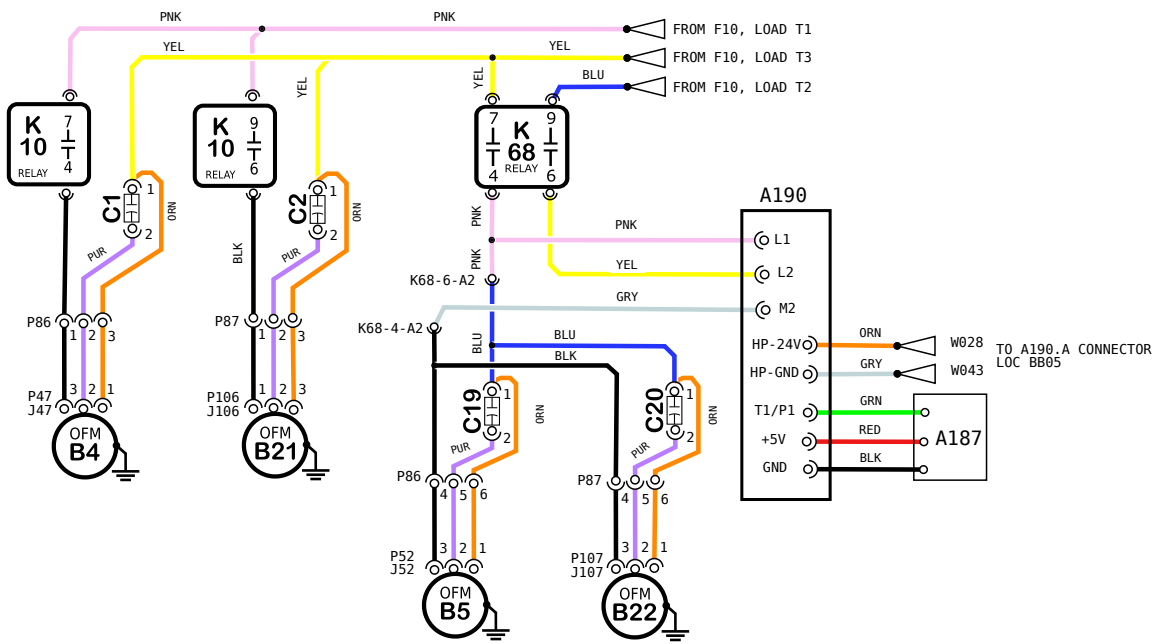 PNK
PNK
FROM F10, LOAD T1
YEL
YEL
FROM F10, LOAD T3
YEL
YEL
BLU
FROM F10, LOAD T2
K
10
7
4
RELAY
K
10
9
6
RELAY
7
9
K
68
RELAY
4
6
C1
1
2
ORN
PUR
C2
1
2
ORN
PUR
BLK
PNK
PNK
PNK
YEL
GRY
A190
L1
L2
M2
HP-24V
HP-GND
T1/P1
+5V
GND
K68-6-A2
K68-4-A2
P86
1
2
3
P87
1
2
3
BLU
BLU
BLK
ORN
W028
GRY
W043
TO A190.A CONNECTOR
LOC BB05
GRN
RED
BLK
A187
P47
J47
3
2
1
P106
J106
3
2
1
OFM
B4
OFM
B21
C19
1
2
ORN
PUR
C20
1
2
ORN
PUR
P86
4
5
6
P87
4
5
6
P52
J52
3
2
1
P107
J107
3
2
1
OFM
B5
OFM
B22